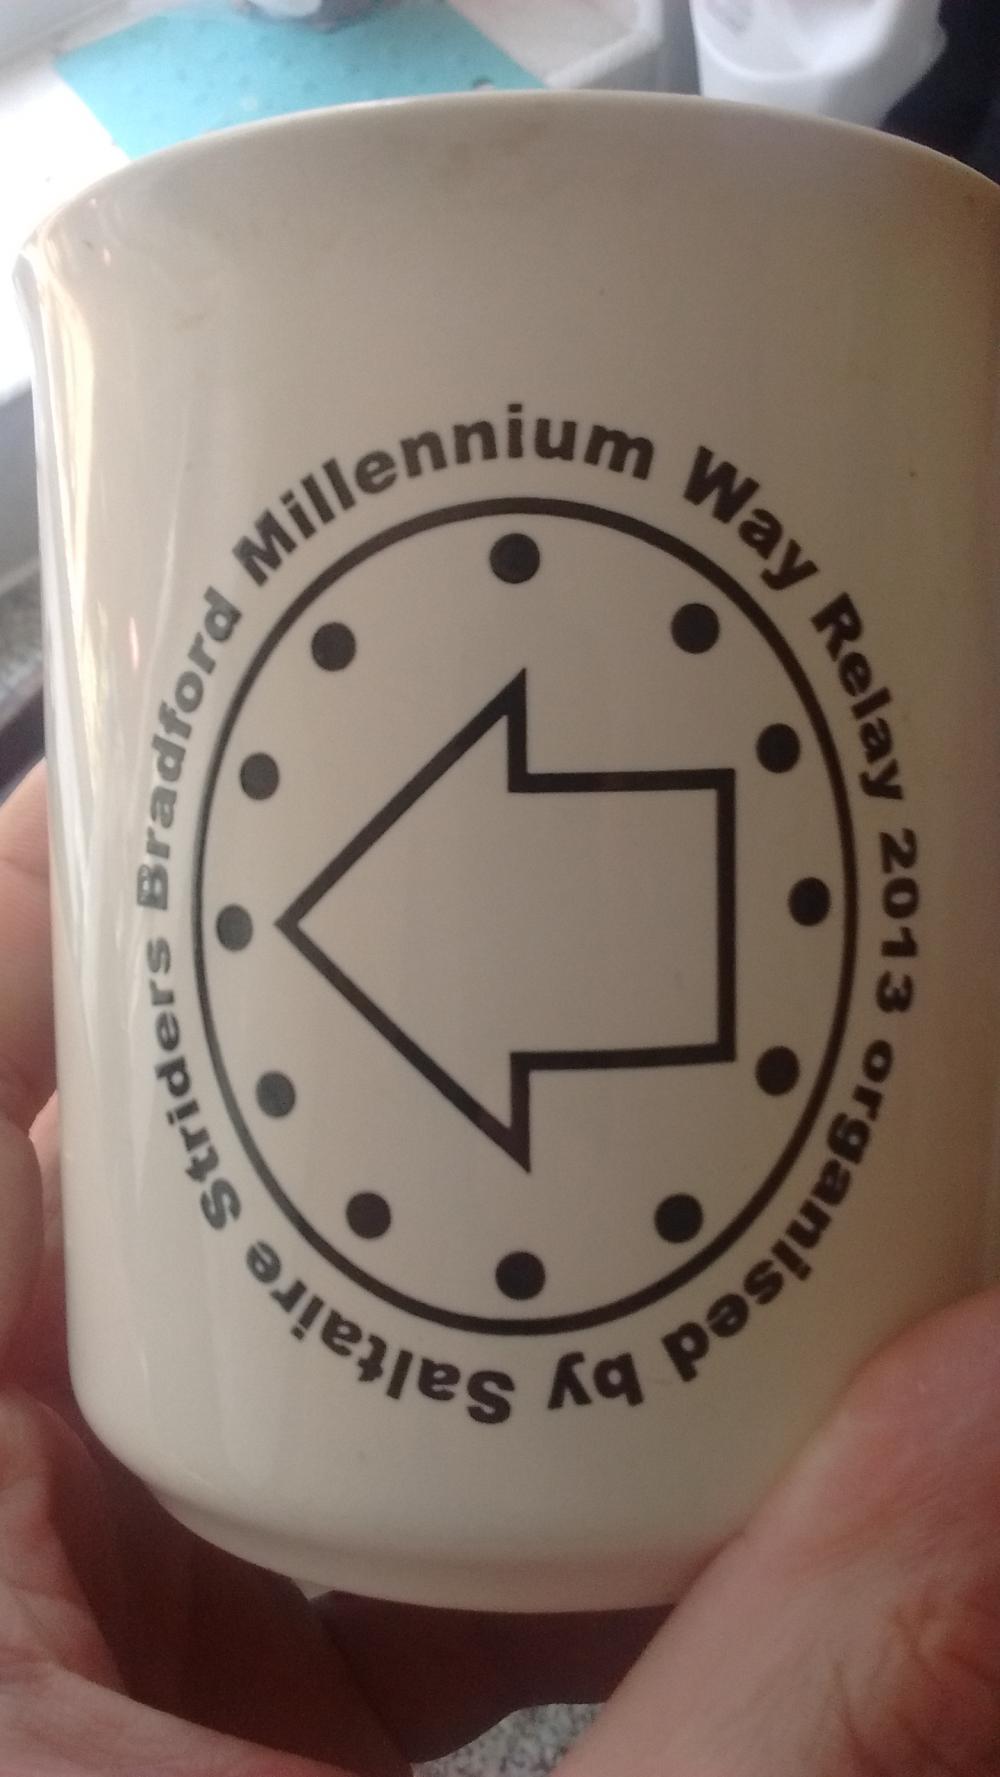 Bradford Millennium Way Relay 2013 organised by Saltaire Striders